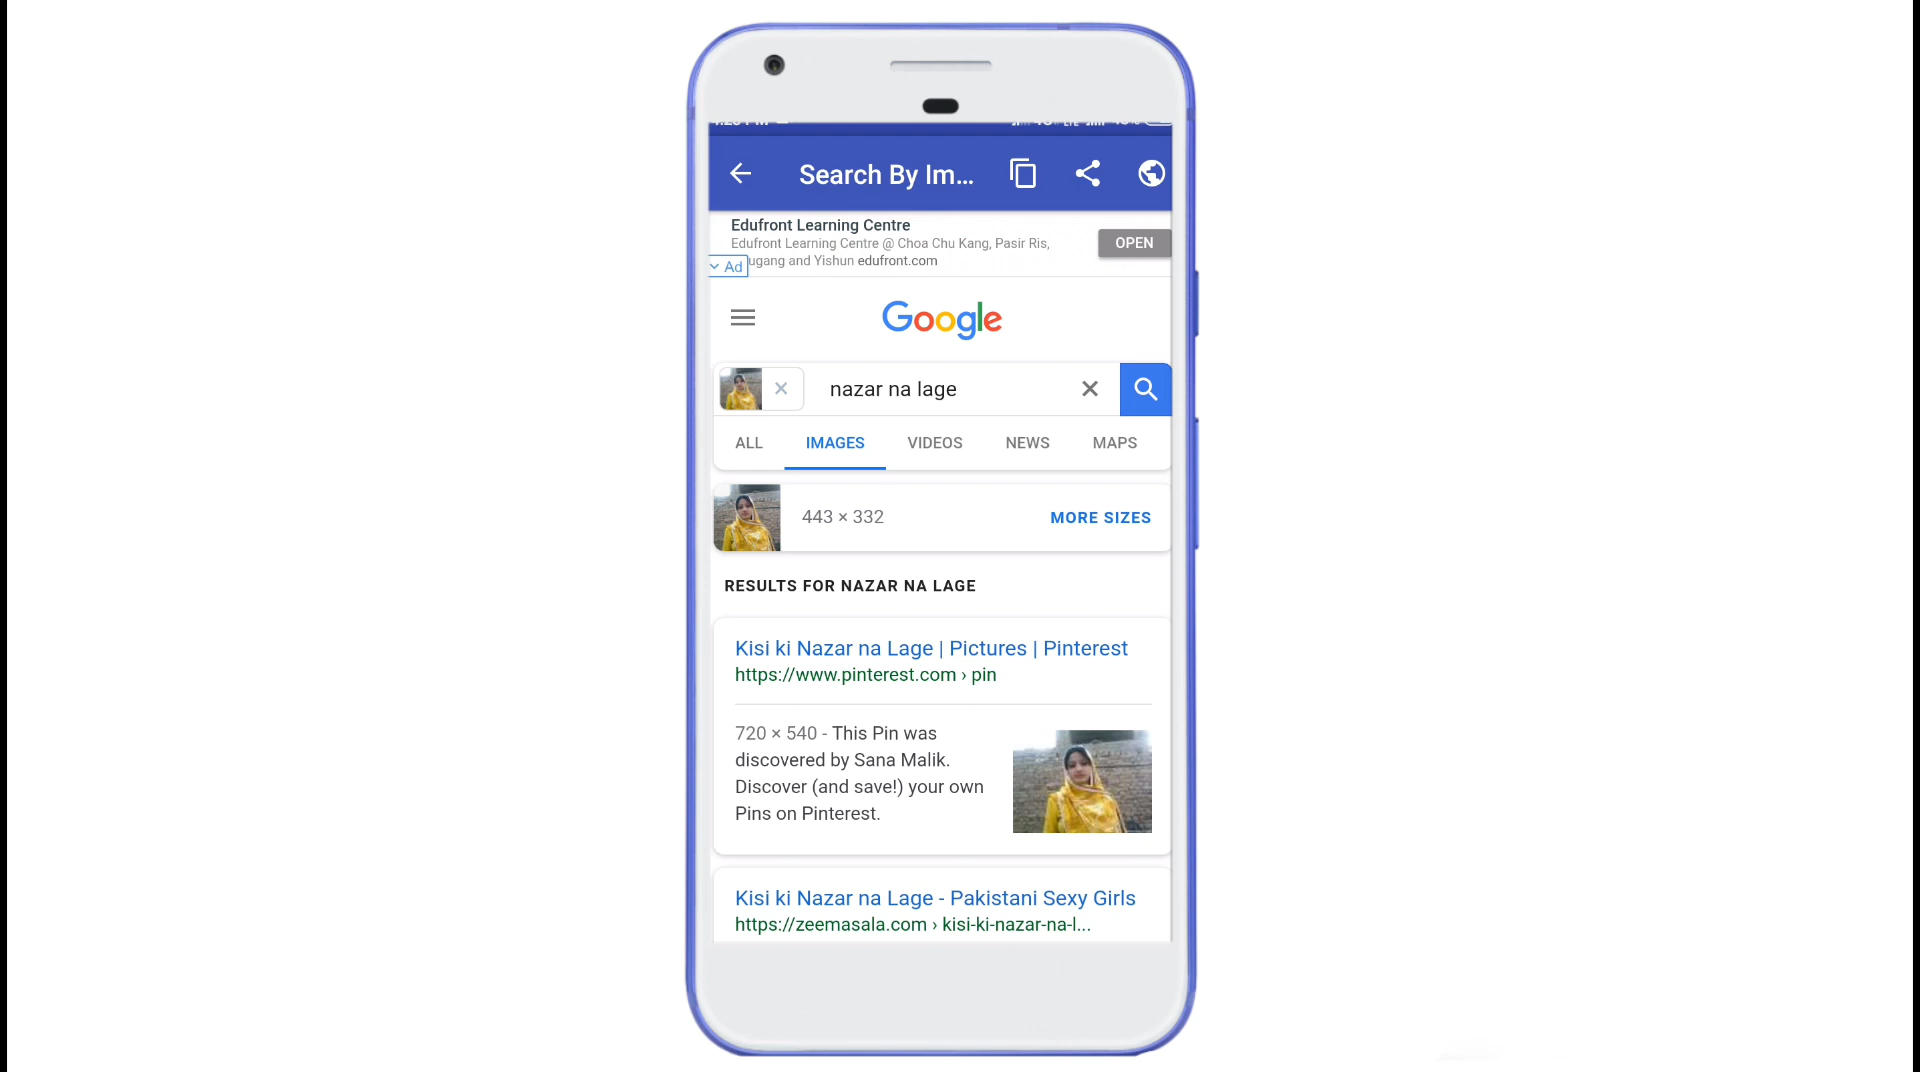 Search By Im...
Edufront Learning Centre
Edufront Learning Centre @ Choa Chu Kang, Pasir Ris,
and Yishun edufront.com
OPEN
Ad
Google
nazar na lage
ALL IMAGES VIDEOS NEWS MAPS
443 × 332 MORE SIZES
RESULTS FOR NAZAR NA LAGE
Kisi ki Nazar na Lage | Pictures | Pinterest
https://www.pinterest.com › pin
720 × 540 - This Pin was
discovered by Sana Malik.
Discover (and save!) your own
Pins on Pinterest.
Kisi ki Nazar na Lage - Pakistani Sexy Girls
https://zeemasala.com › kisi-ki-nazar-na-l...